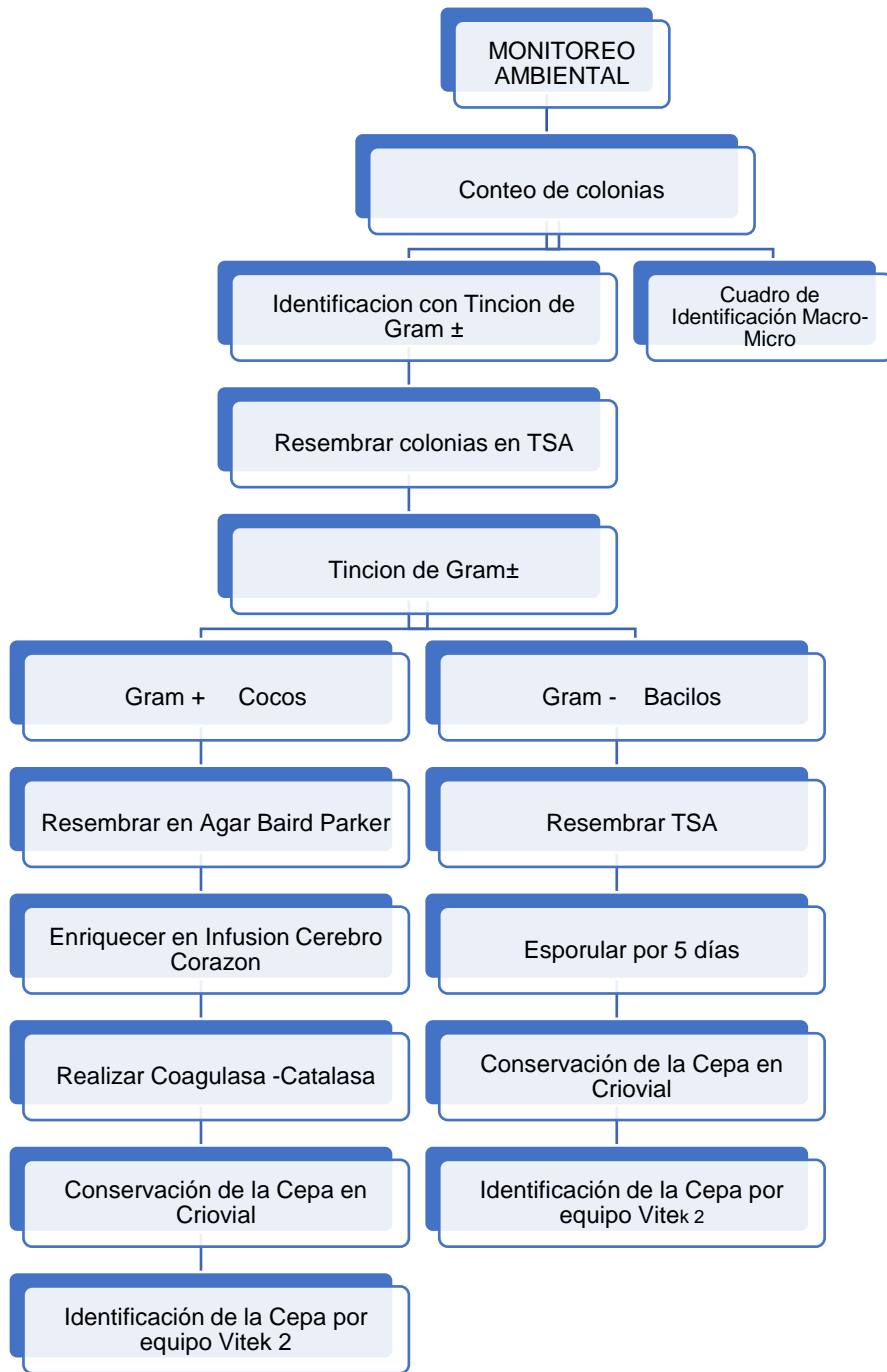 MONITOREO
AMBIENTAL
Conteo de colonias
Identificacion con Tincion de
Gram ±
Cuadro de
Identificación Macro-
Micro
Resembrar colonias en TSA
Tincion de Gram±
Gram + Cocos
Gram - Bacilos
Resembrar en Agar Baird Parker
Resembrar TSA
Enriquecer en Infusion Cerebro
Corazon
Esporular por 5 días
Realizar Coagulasa -Catalasa
Conservación de la Cepa en
Criovial
Conservación de la Cepa en
Criovial
Identificación de la Cepa por
equipo Vitek 2
Identificación de la Cepa por
equipo Vitek 2